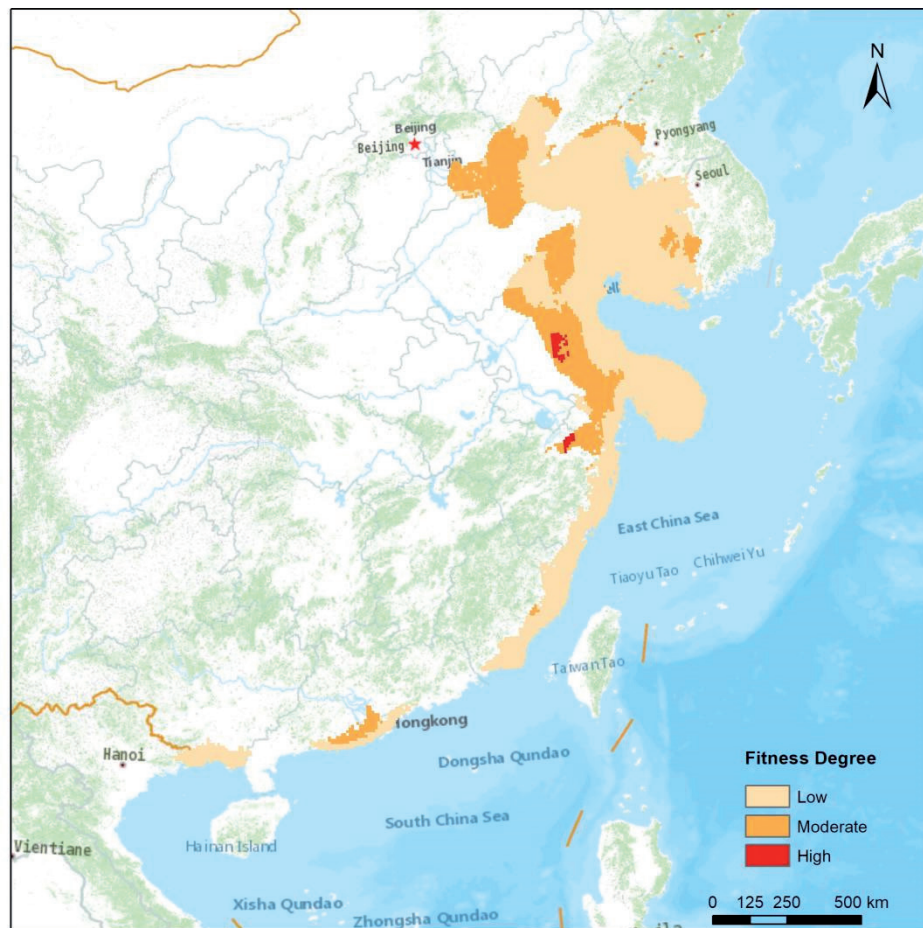 N
Beijing
Beijing
Tianjin
Pyongyang
Seoul
East China Sea
Tiaoyu Tao
Chihwei Yu
Taiwan Tao
Hongkong
Hanoi
Dongsha Qundao
South China Sea
Vientiane
Hainan Island
Xisha Qundao
Zhongsha Qundao
Fitness Degree
Low
Moderate
High
0 125 250 500 km